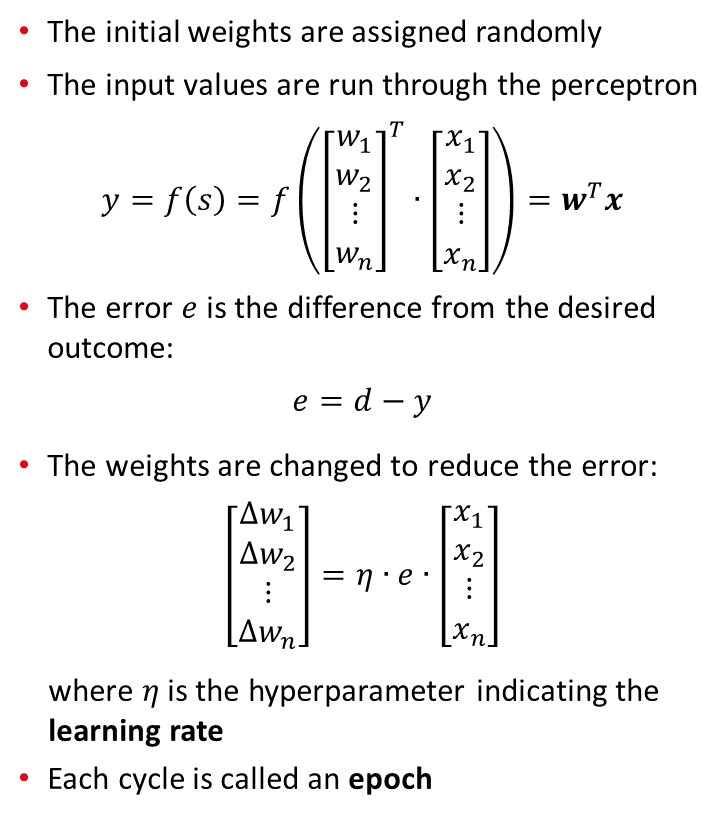 • The initial weights are assigned randomly
• The input values are run through the perceptron
y = f(s) = f([w₁ w₂ ⋮ wₙ]ᵀ · [x₁ x₂ ⋮ xₙ]) = 𝒘ᵀ𝒙
• The error e is the difference from the desired
outcome:
e = d − y
• The weights are changed to reduce the error:
[Δw₁ Δw₂ ⋮ Δwₙ] = η · e · [x₁ x₂ ⋮ xₙ]
where η is the hyperparameter indicating the
learning rate
• Each cycle is called an epoch